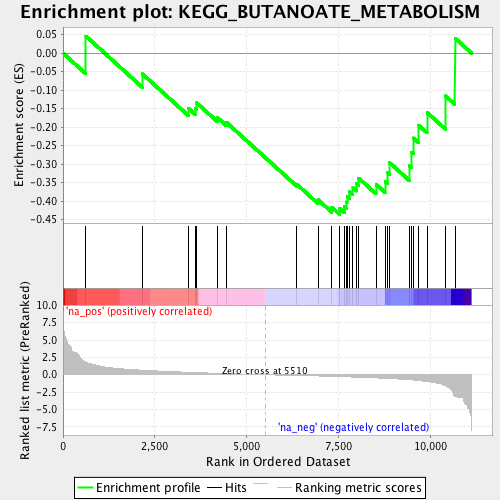 Enrichment plot: KEGG_BUTANOATE_METABOLISM
Enrichment score (ES)
0.05
0.00
-0.05
-0.10
-0.15
-0.20
-0.25
-0.30
-0.35
-0.40
-0.45
Ranked list metric (PreRanked)
10.0
7.5
5.0
2.5
0.0
-2.5
-5.0
-7.5
'na_pos' (positively correlated)
Zero cross at 5510
'na_neg' (negatively correlated)
0 2,500 5,000 7,500 10,000
Rank in Ordered Dataset
Enrichment profile Hits Ranking metric scores